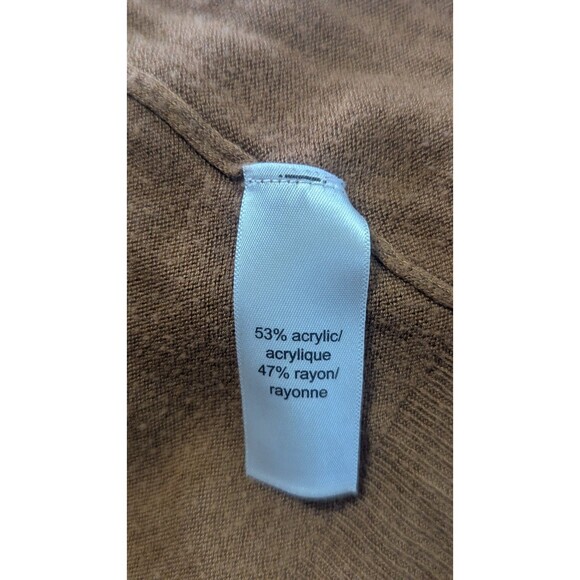 53% acrylic/
acrylique
47% rayon/
rayonne